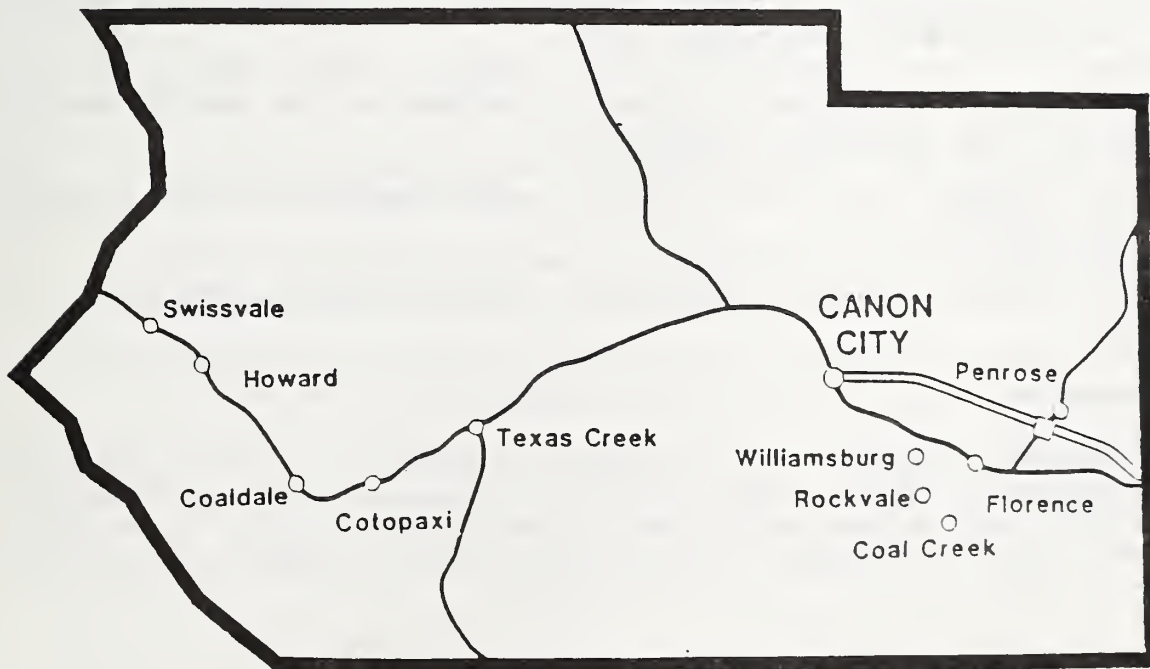 CANON
CITY
Swissvale
Howard
Penrose
Texas Creek
Williamsburg
Coaldale
Rockvale
Florence
Cotopaxi
Coal Creek